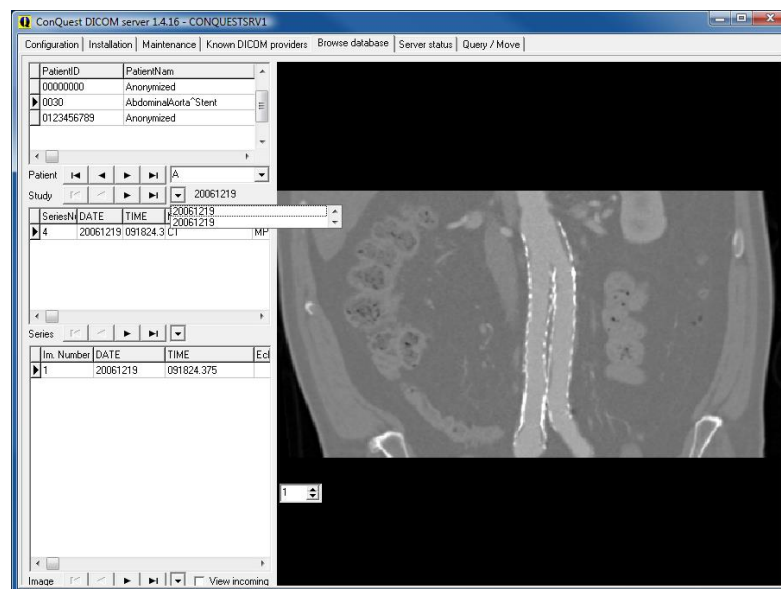 ConQuest DICOM server 1.4.16 - CONQUESTSRV1
Configuration Installation Maintenance Known DICOM providers Browse database Server status Query / Move
PatientID PatientNam
00000000 Anonymized
0030 AbdominalAorta^Stent
0123456789 Anonymized
Patient A
Study 20061219
20061219
20061219
SeriesN DATE TIME
4 20061219 091824.3 CT MP
Series
Im. Number DATE TIME Ecl
1 20061219 091824.375
1
Image View incoming